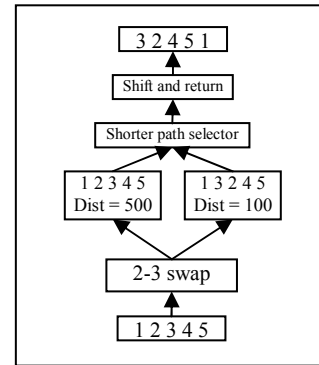 3 2 4 5 1
Shift and return
Shorter path selector
1 2 3 4 5
Dist = 500
1 3 2 4 5
Dist = 100
2-3 swap
1 2 3 4 5